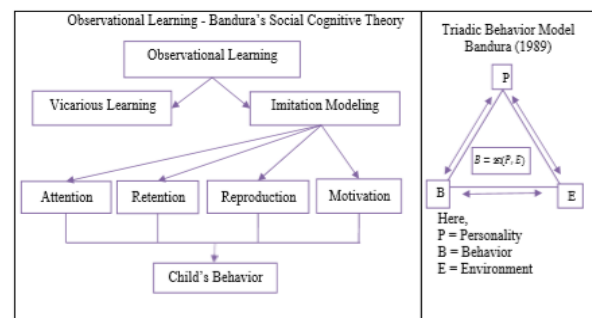 Observational Learning - Bandura's Social Cognitive Theory
Observational Learning
Vicarious Learning
Imitation Modeling
Attention
Retention
Reproduction
Motivation
Child's Behavior
Triadic Behavior Model
Bandura (1989)
P
B = (P, E)
B
E
Here,
P = Personality
B = Behavior
E = Environment